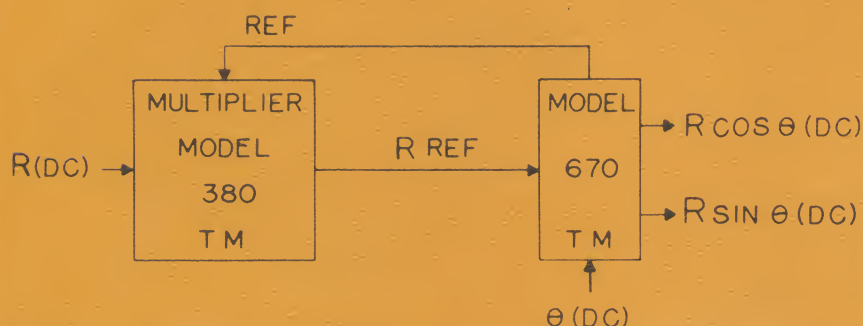 REF
MULTIPLIER
MODEL
380
TM
R(DC)
R REF
MODEL
670
TM
R COS θ (DC)
R SIN θ (DC)
θ (DC)